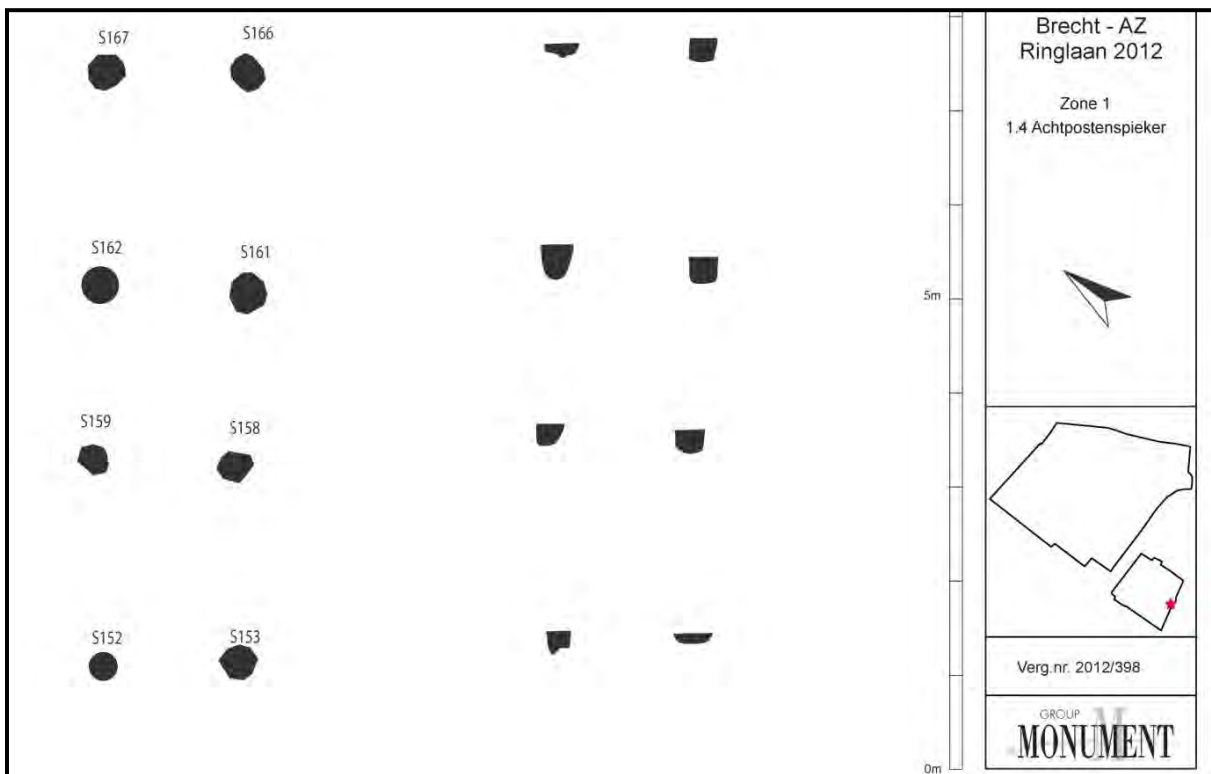 S167
S166
S162
S161
S159
S158
S152
S153
5m
0m
Brecht - AZ
Ringlaan 2012
Zone 1
1.4 Achtpostenspieker
Verg.nr. 2012/398
GROUP
M
MONUMENT